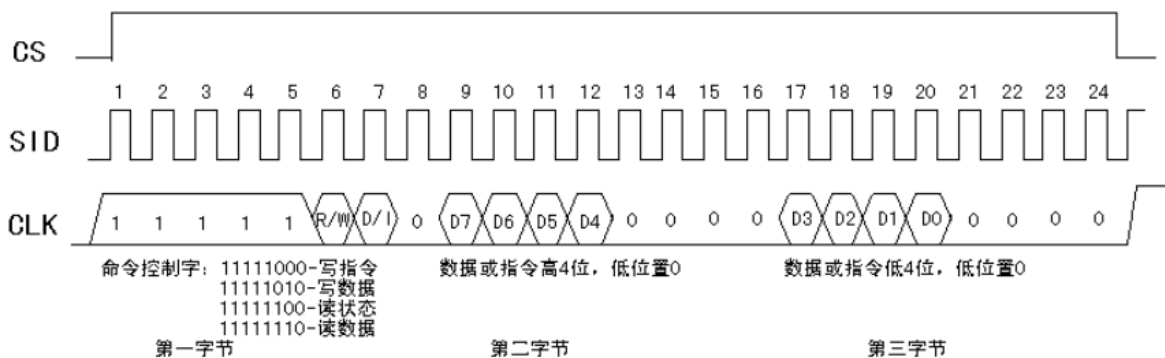 CS
1 2 3 4 5 6 7 8 9 10 11 12 13 14 15 16 17 18 19 20 21 22 23 24
SID
CLK 1 1 1 1 1 R/W D/I 0 D7 D6 D5 D4 0 0 0 0 D3 D2 D1 D0 0 0 0 0
命令控制字：11111000-写指令 数据或指令高4位，低位置0 数据或指令低4位，低位置0
11111010-写数据
11111100-读状态
11111110-读数据
第一字节 第二字节 第三字节